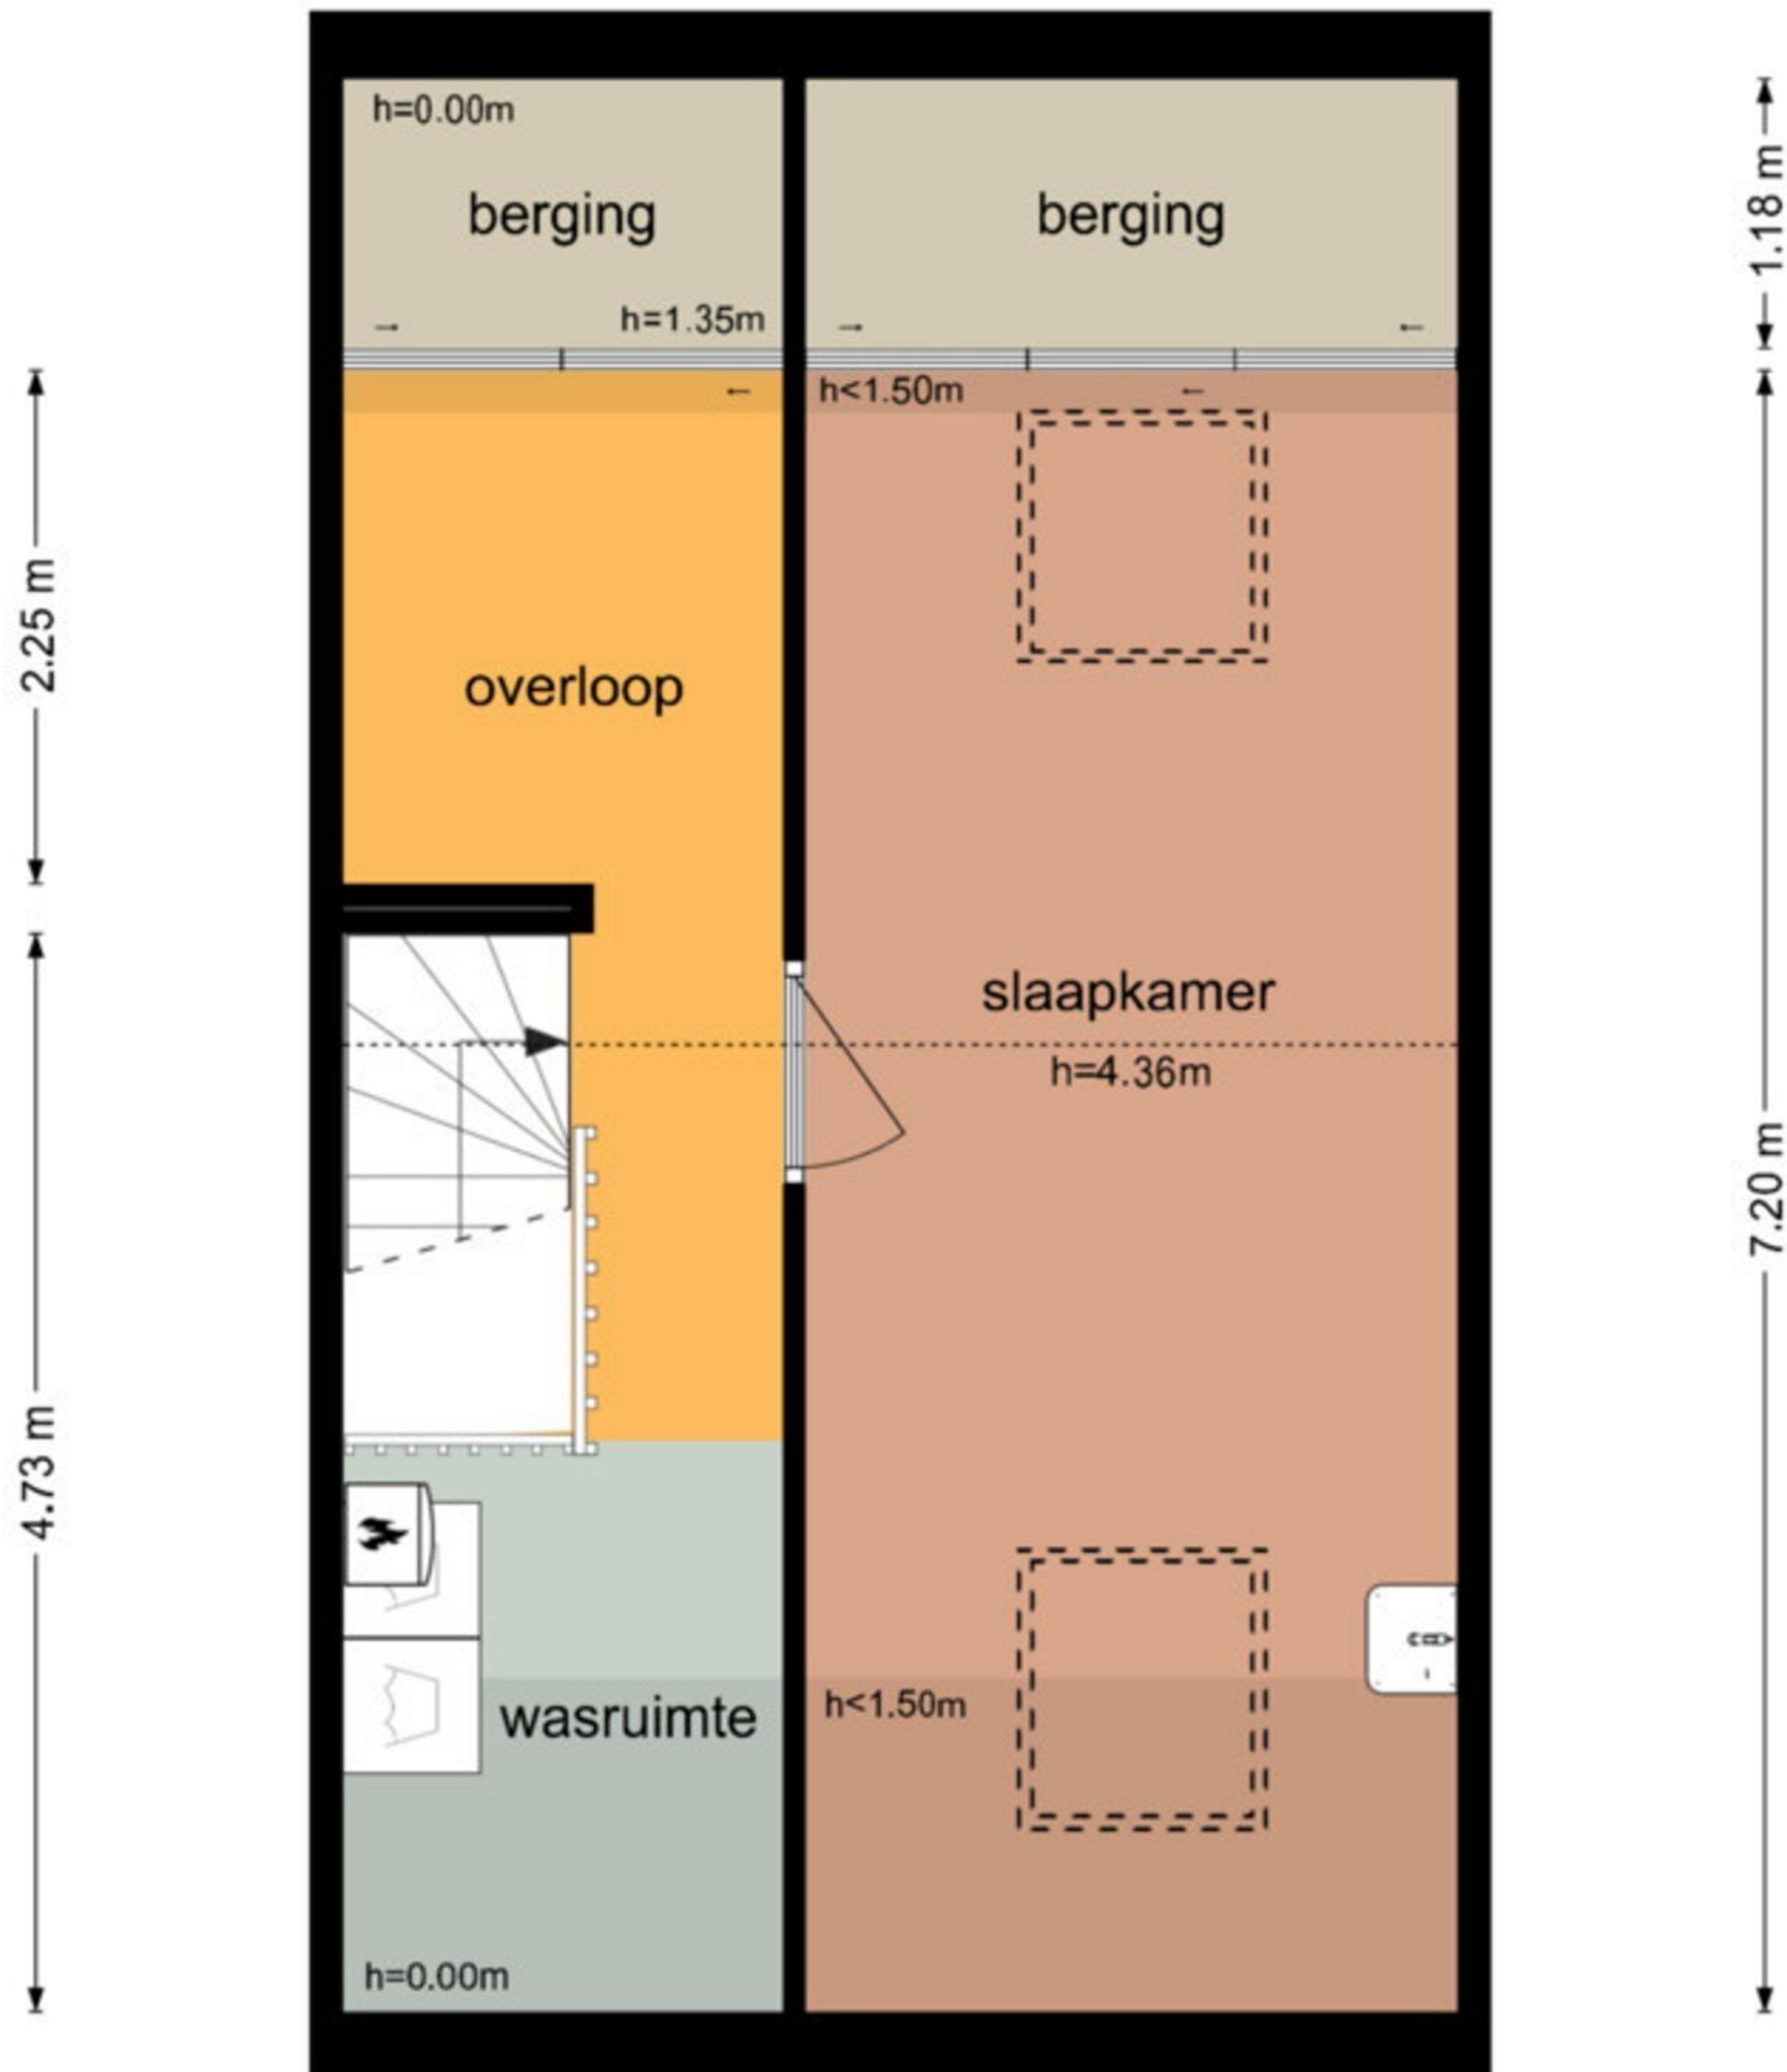 h=0.00m
berging
berging
1.18 m
h=1.35m
h<1.50m
2.25 m
overloop
slaapkamer
h=4.36m
7.20 m
4.73 m
h<1.50m
wasruimte
h=0.00m